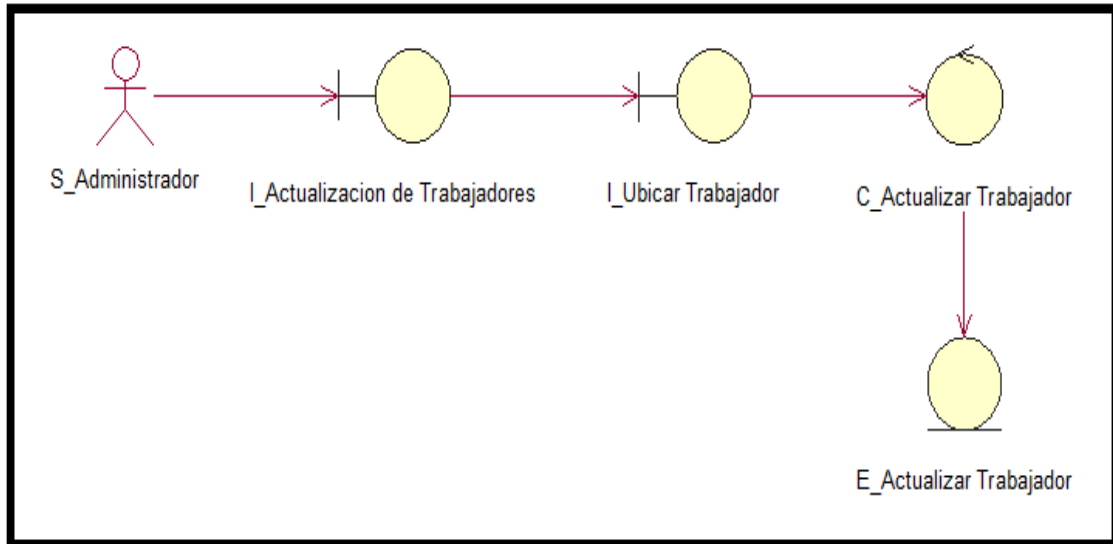 S_Administrador
I_Actualizacion de Trabajadores
I_Ubicar Trabajador
C_Actualizar Trabajador
E_Actualizar Trabajador